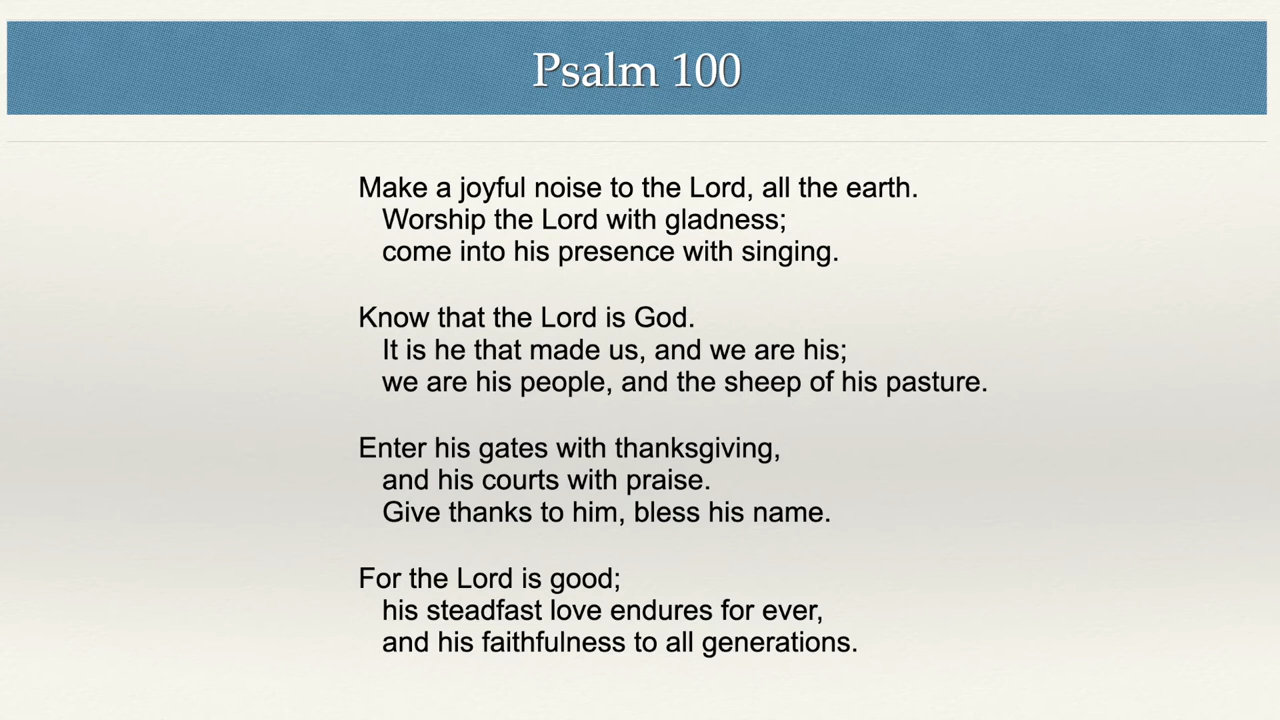 Psalm 100
Make a joyful noise to the Lord, all the earth.
Worship the Lord with gladness;
come into his presence with singing.
Know that the Lord is God.
It is he that made us, and we are his;
we are his people, and the sheep of his pasture.
Enter his gates with thanksgiving,
and his courts with praise.
Give thanks to him, bless his name.
For the Lord is good;
his steadfast love endures for ever,
and his faithfulness to all generations.